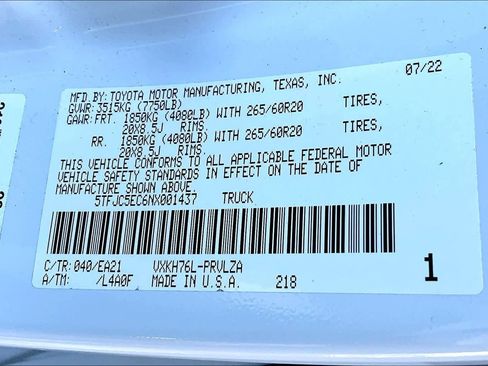 MFD.BY:TOYOTA MOTOR MANUFACTURING, TEXAS, INC. 07/22
GVWR: 3515KG (7750LB)
GAWR:FRT. 1850KG (4080LB) WITH 265/60R20 TIRES,
20X8.5J RIMS.
RR. 1850KG (4080LB) WITH 265/60R20 TIRES,
20X8.5J RIMS.
THIS VEHICLE CONFORMS TO ALL APPLICABLE FEDERAL MOTOR
VEHICLE SAFETY STANDARDS IN EFFECT ON THE DATE OF
MANUFACTURE SHOWN ABOVE.
5TFJC5EC6NX001437 TRUCK
C/TR: 040/EA21 VXKH76L-PRVLZA 1
A/TM: /L4A0F MADE IN U.S.A. 218